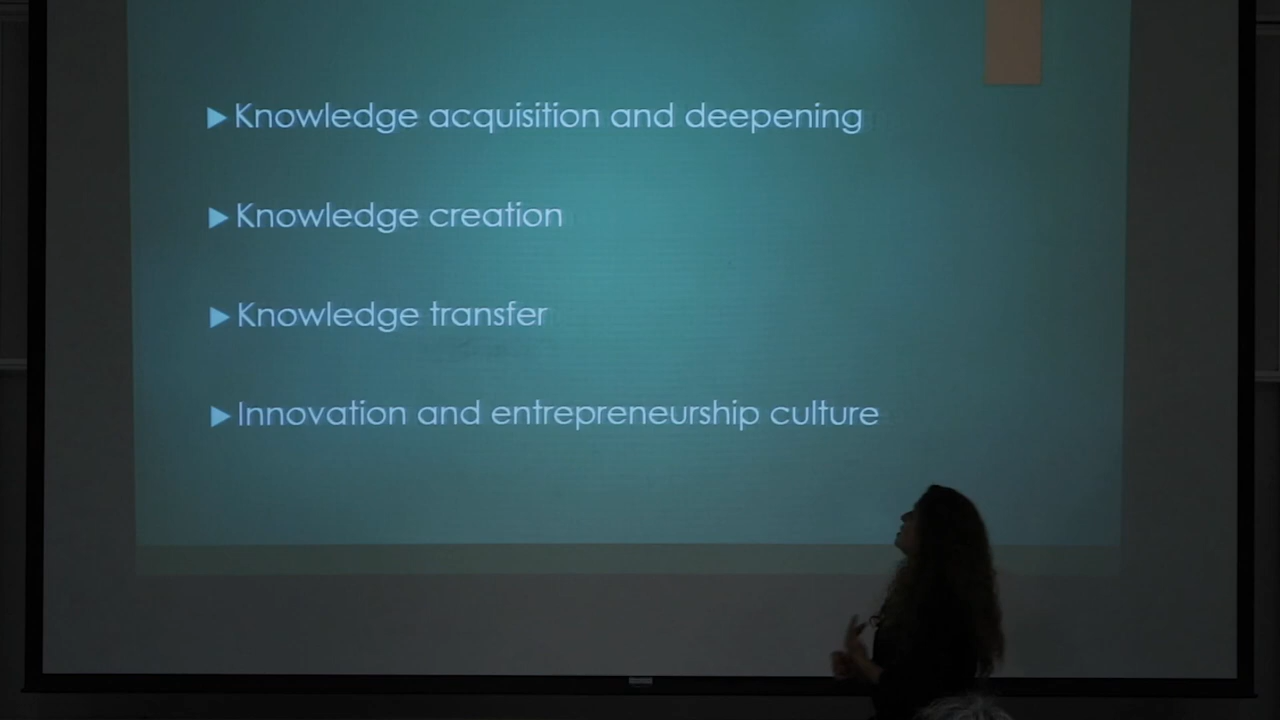 Knowledge acquisition and deepening
Knowledge creation
Knowledge transfer
Innovation and entrepreneurship culture